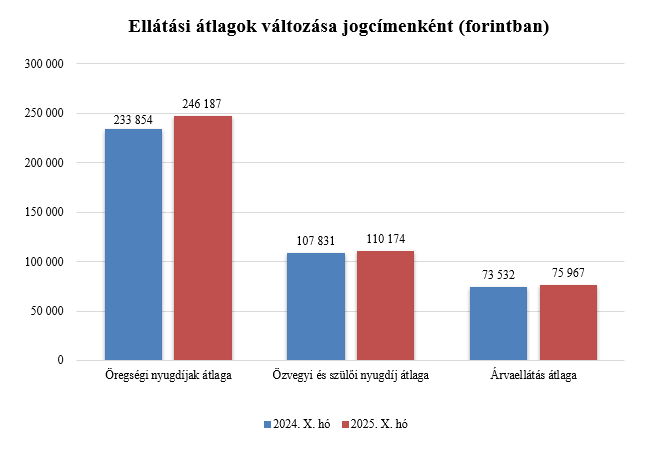 Ellátási átlagok változása jogcímenként (forintban)
300 000
250 000
200 000
150 000
100 000
50 000
0
233 854
246 187
107 831
110 174
73 532
75 967
Öregségi nyugdíjak átlaga
Özvegyi és szülői nyugdíj átlaga
Árvaellátás átlaga
2024. X. hó
2025. X. hó